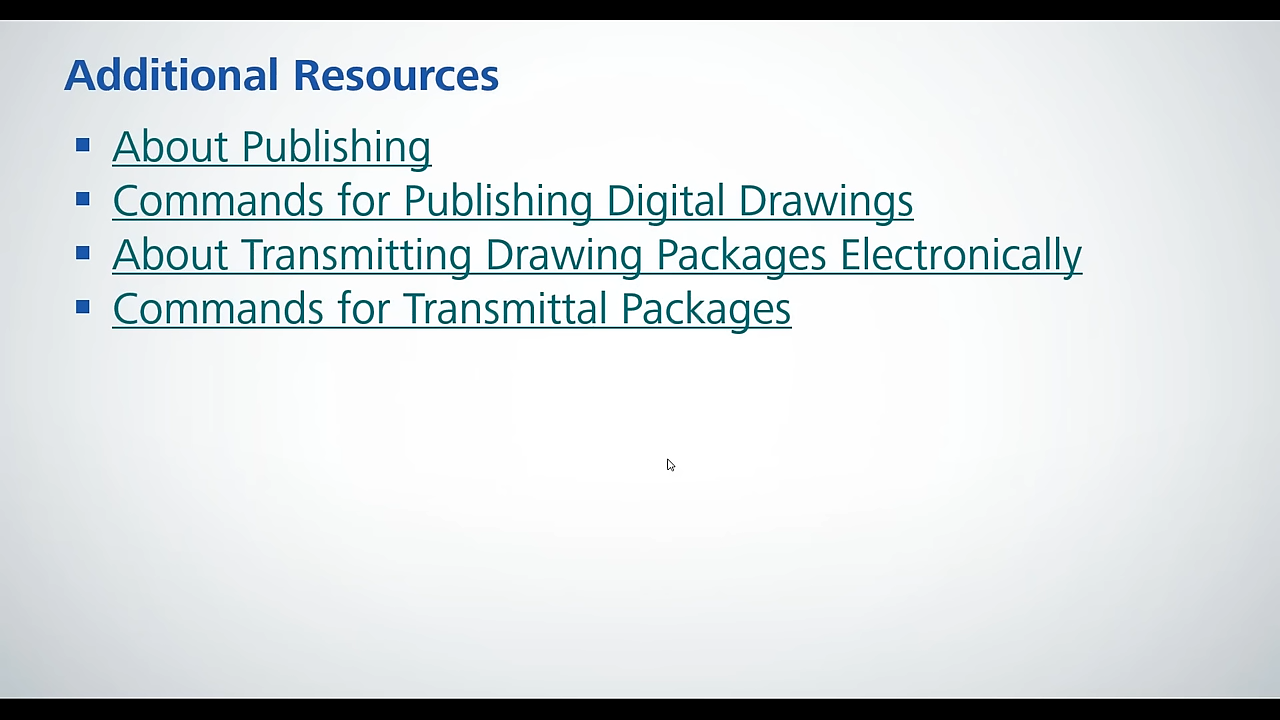 Additional Resources
About Publishing
Commands for Publishing Digital Drawings
About Transmitting Drawing Packages Electronically
Commands for Transmittal Packages